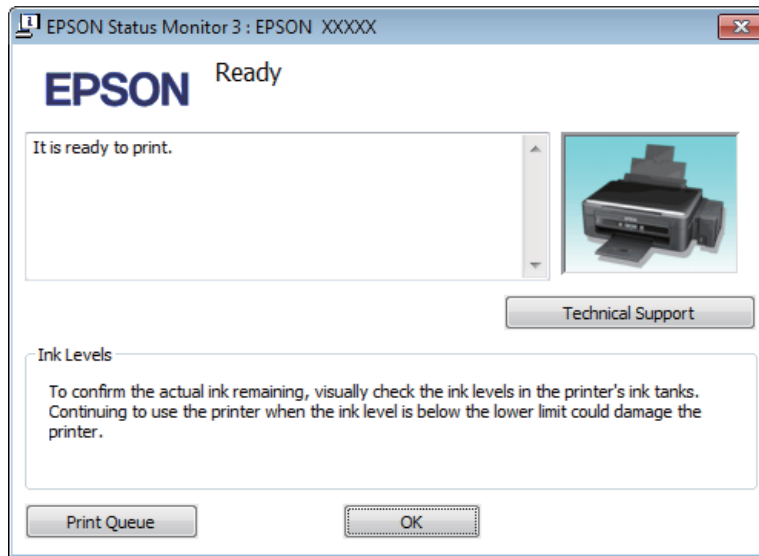 EPSON Status Monitor 3 : EPSON XXXXX
EPSON
Ready
It is ready to print.
Technical Support
Ink Levels
To confirm the actual ink remaining, visually check the ink levels in the printer's ink tanks.
Continuing to use the printer when the ink level is below the lower limit could damage the
printer.
Print Queue
OK